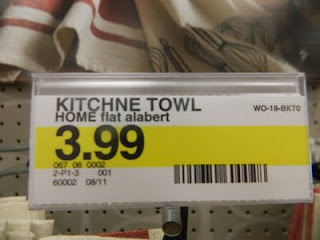 KITCHNE TOWL
WO-18-BKT0
HOME flat alabert
3.99
067 06 0002
2-P1-3 001
60002 08/11